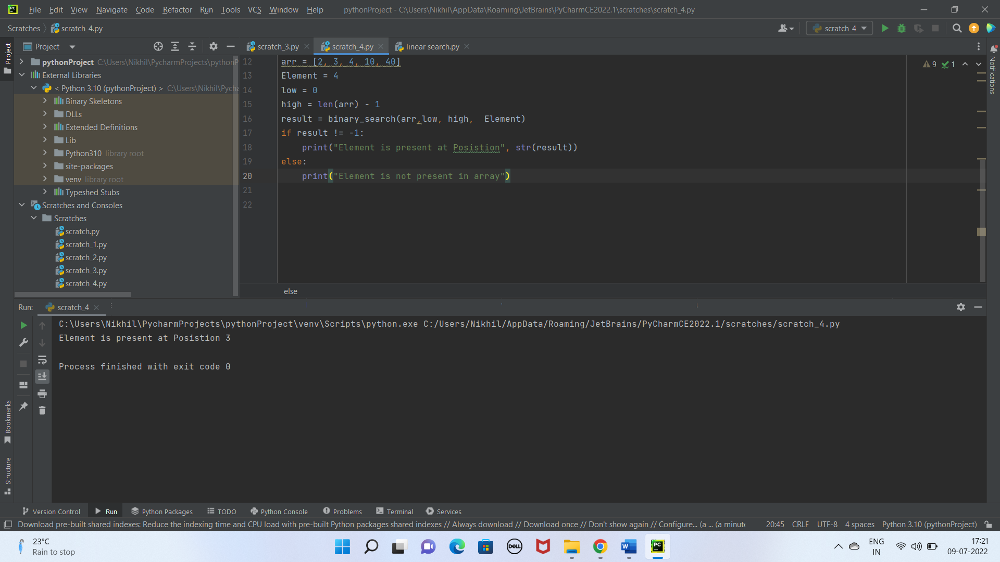 PC File Edit View Navigate Code Refactor Run Tools VCS Window Help pythonProject - C:\Users\Nikhil\AppData\Roaming\JetBrains\PyCharmCE2022.1\scratches\scratch_4.py
Scratches scratch_4.py scratch_4
Project
Project
scratch_3.py scratch_4.py linear search.py
Notifications
pythonProject C:\Users\Nikhil\PycharmProjects\pythonP
External Libraries
< Python 3.10 (pythonProject) > C:\Users\Nikhil\Pycha
Binary Skeletons
DLLs
Extended Definitions
Lib
Python310 library root
site-packages
venv library root
Typeshed Stubs
Scratches and Consoles
Scratches
scratch.py
scratch_1.py
scratch_2.py
scratch_3.py
scratch_4.py
12 arr = [2, 3, 4, 10, 40]
9 1
13 Element = 4
14 low = 0
15 high = len(arr) - 1
16 result = binary_search(arr,low, high,  Element)
17 if result != -1:
18     print("Element is present at Posistion", str(result))
19 else:
20     print("Element is not present in array")
21
22
else
Run: scratch_4
C:\Users\Nikhil\PycharmProjects\pythonProject\venv\Scripts\python.exe C:/Users/Nikhil/AppData/Roaming/JetBrains/PyCharmCE2022.1/scratches/scratch_4.py
Element is present at Posistion 3
Process finished with exit code 0
Bookmarks
Structure
Version Control Run Python Packages TODO Python Console Problems Terminal Services
Download pre-built shared indexes: Reduce the indexing time and CPU load with pre-built Python packages shared indexes // Always download // Download once // Don't show again // Configure... (a ... (a minute 20:45 CRLF UTF-8 4 spaces Python 3.10 (pythonProject)
23°C
Rain to stop
DELL
W
PC
ENG
IN
17:21
09-07-2022